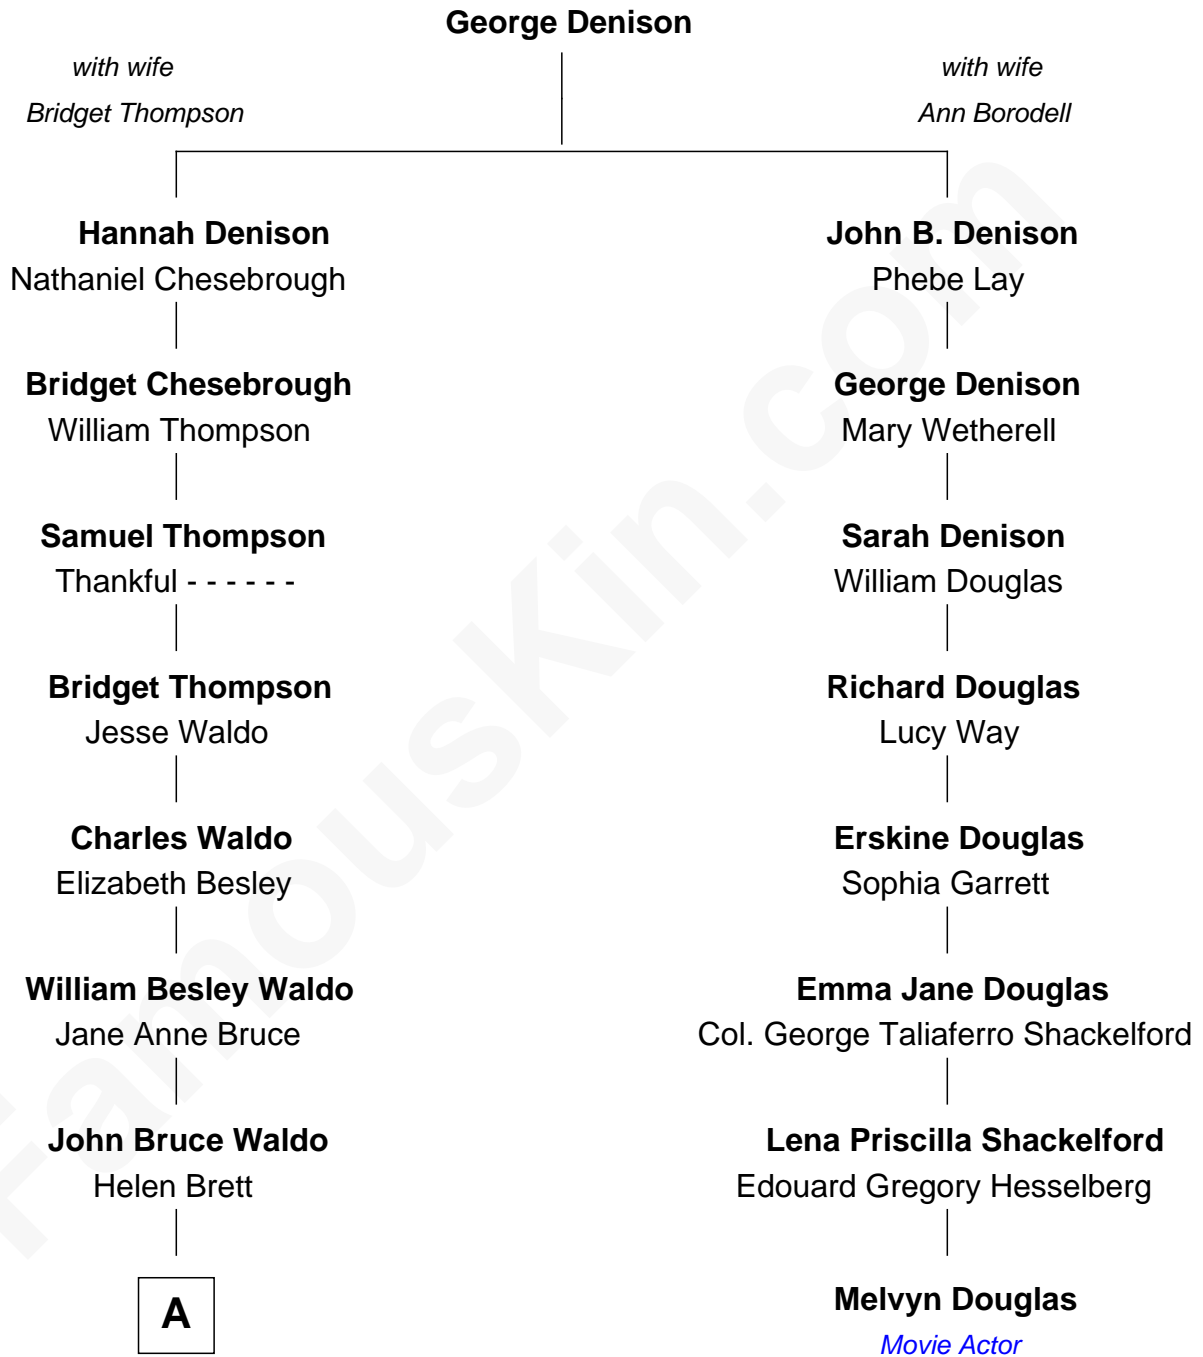 George Denison
with wife
Bridget Thompson
with wife
Ann Borodell
Hannah Denison
Nathaniel Chesebrough
John B. Denison
Phebe Lay
Bridget Chesebrough
William Thompson
George Denison
Mary Wetherell
Samuel Thompson
Thankful - - - - - -
Sarah Denison
William Douglas
Bridget Thompson
Jesse Waldo
Richard Douglas
Lucy Way
Charles Waldo
Elizabeth Besley
Erskine Douglas
Sophia Garrett
William Besley Waldo
Jane Anne Bruce
Emma Jane Douglas
Col. George Taliaferro Shackelford
John Bruce Waldo
Helen Brett
Lena Priscilla Shackelford
Edouard Gregory Hesselberg
A
Melvyn Douglas
Movie Actor
FamousKin.com